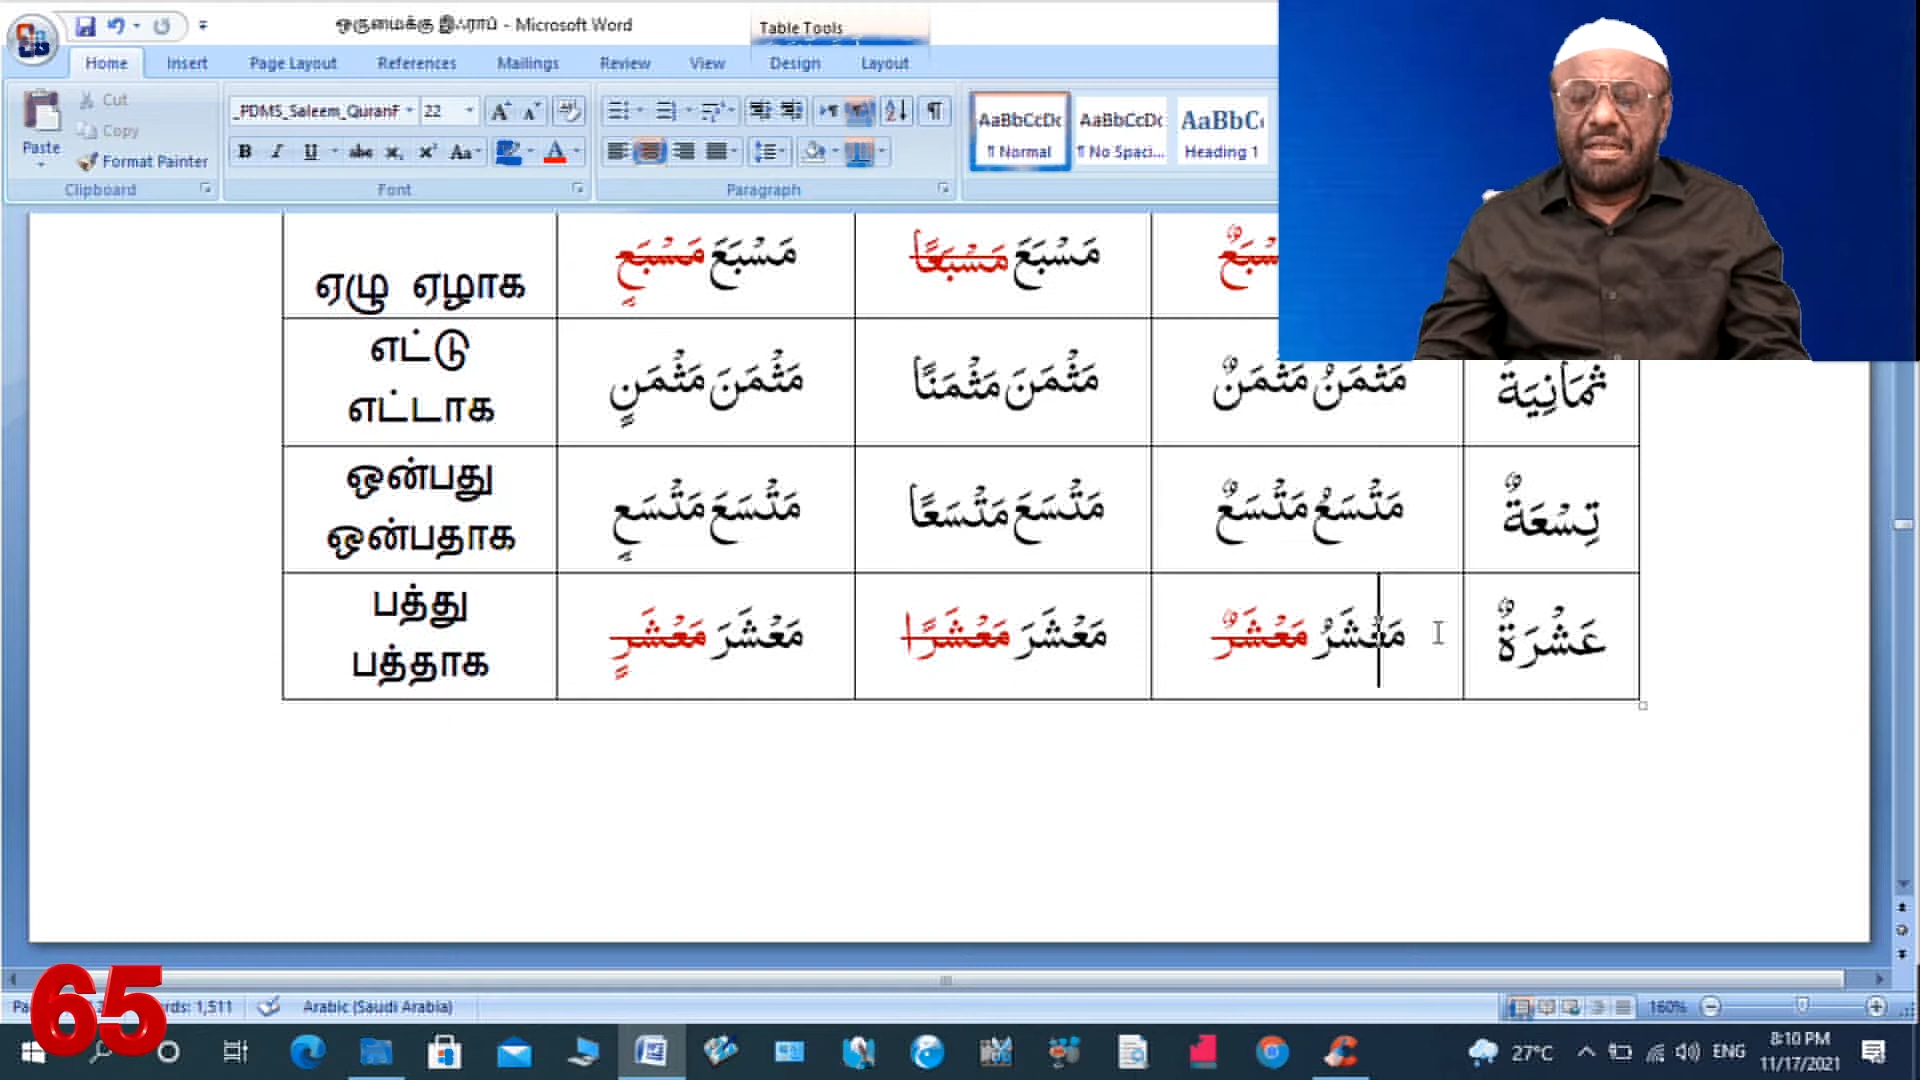 ஒருமைக்கு இஃராப் - Microsoft Word
Table Tools
Home Insert Page Layout References Mailings Review View Design Layout
Paste
Cut
Copy
Format Painter
_PDMS_Saleem_QuranF 22
AaBbCcDc AaBbCcDc AaBbC
¶ Normal ¶ No Spaci... Heading 1
Clipboard Font Paragraph
ஏழு ஏழாக مَسْبَعَ مَسْبَعٍ مَسْبَعَ مَسْبَعًا
எட்டு
எட்டாக
ثَمَانِيَةٌ مَثْمَنُ مَثْمَنٌ مَثْمَنَ مَثْمَنًا مَثْمَنَ مَثْمَنٍ
ஒன்பது
ஒன்பதாக
تِسْعَةٌ مَتْسَعُ مَتْسَعٌ مَتْسَعَ مَتْسَعًا مَتْسَعَ مَتْسَعٍ
பத்து
பத்தாக
عَشْرَةٌ مَعْشَرُ مَعْشَرٌ مَعْشَرَ مَعْشَرًا مَعْشَرَ مَعْشَرٍ
65
1,511 Arabic (Saudi Arabia) 160%
27°C ENG
8:10 PM
11/17/2021